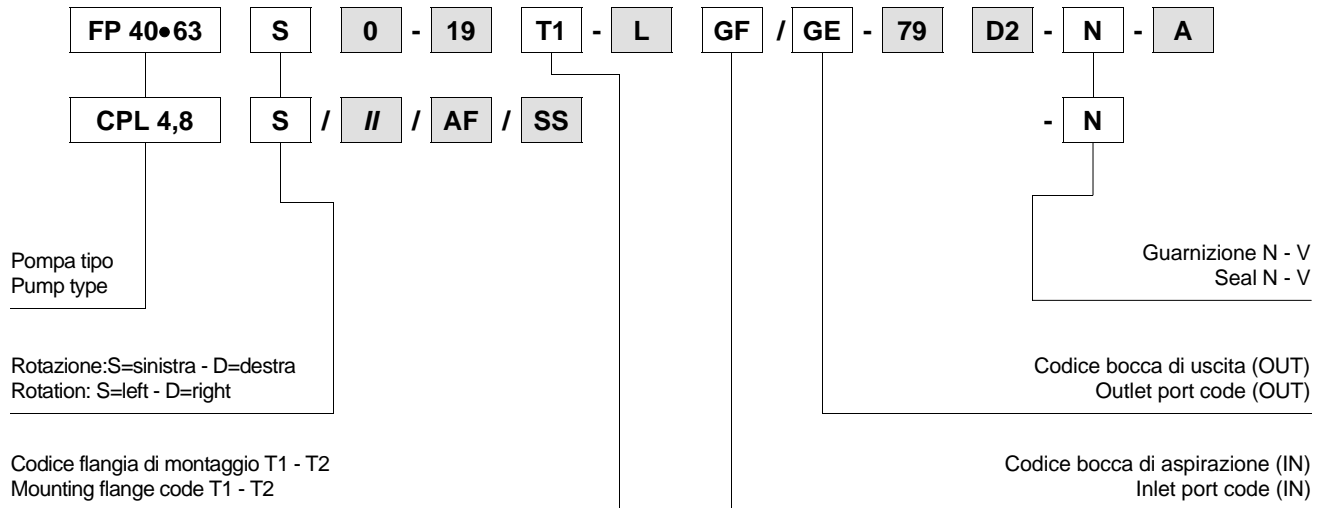 FP 40•63 S 0 - 19 T1 - L GF / GE - 79 D2 - N - A
CPL 4,8 S / // / AF / SS - N
Pompa tipo
Pump type
Guarnizione N - V
Seal N - V
Rotazione:S=sinistra - D=destra
Rotation: S=left - D=right
Codice bocca di uscita (OUT)
Outlet port code (OUT)
Codice flangia di montaggio T1 - T2
Mounting flange code T1 - T2
Codice bocca di aspirazione (IN)
Inlet port code (IN)